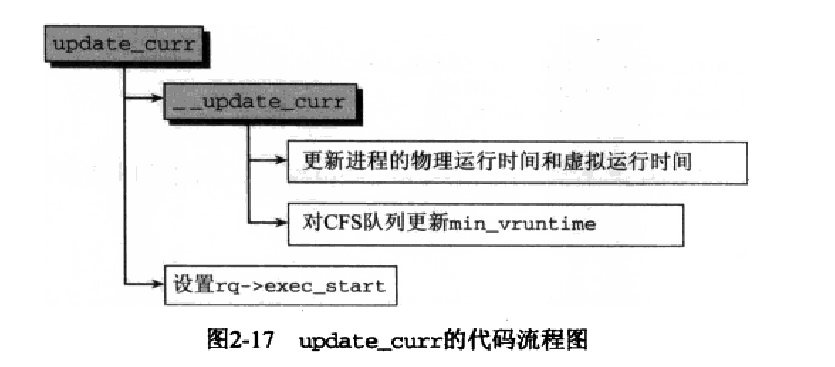 update_curr
__update_curr
更新进程的物理运行时间和虚拟运行时间
对CFS队列更新min_vruntime
设置rq->exec_start
图2-17 update_curr的代码流程图